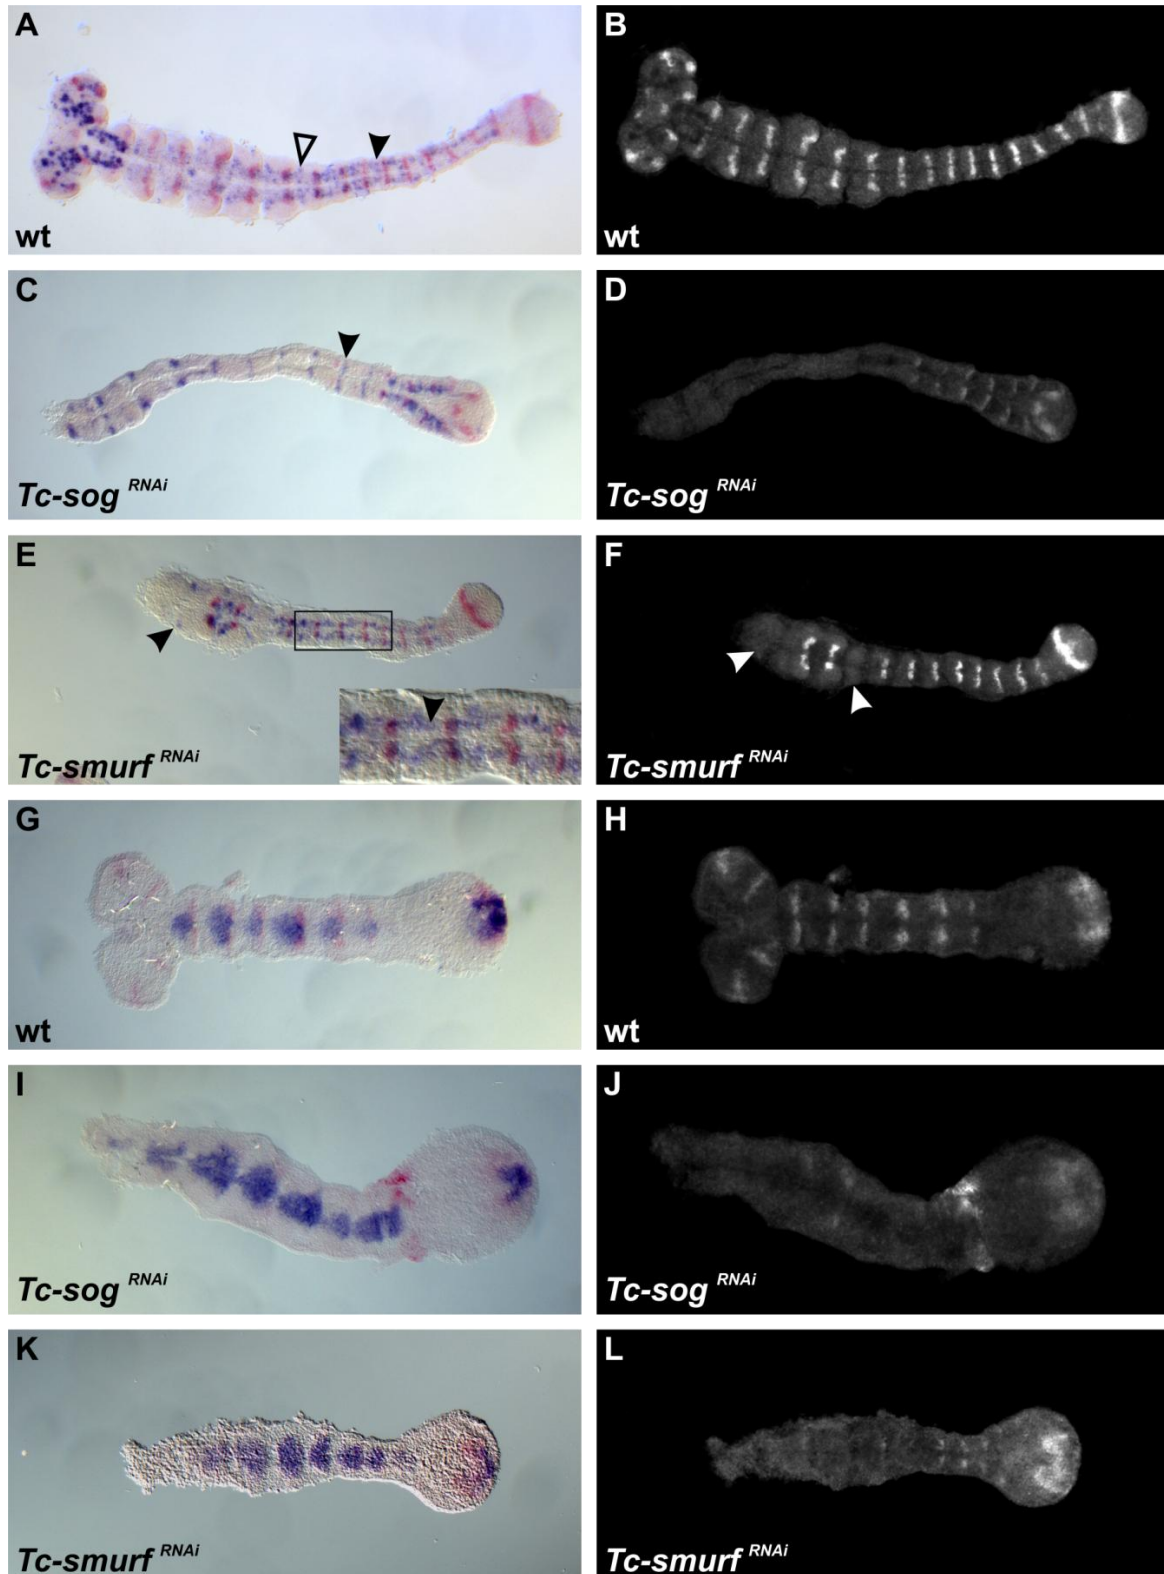 A
wt
B
wt
C
Tc-sog RNAi
D
Tc-sog RNAi
E
Tc-smurf RNAi
F
Tc-smurf RNAi
G
wt
H
wt
I
Tc-sog RNAi
J
Tc-sog RNAi
K
Tc-smurf RNAi
L
Tc-smurf RNAi